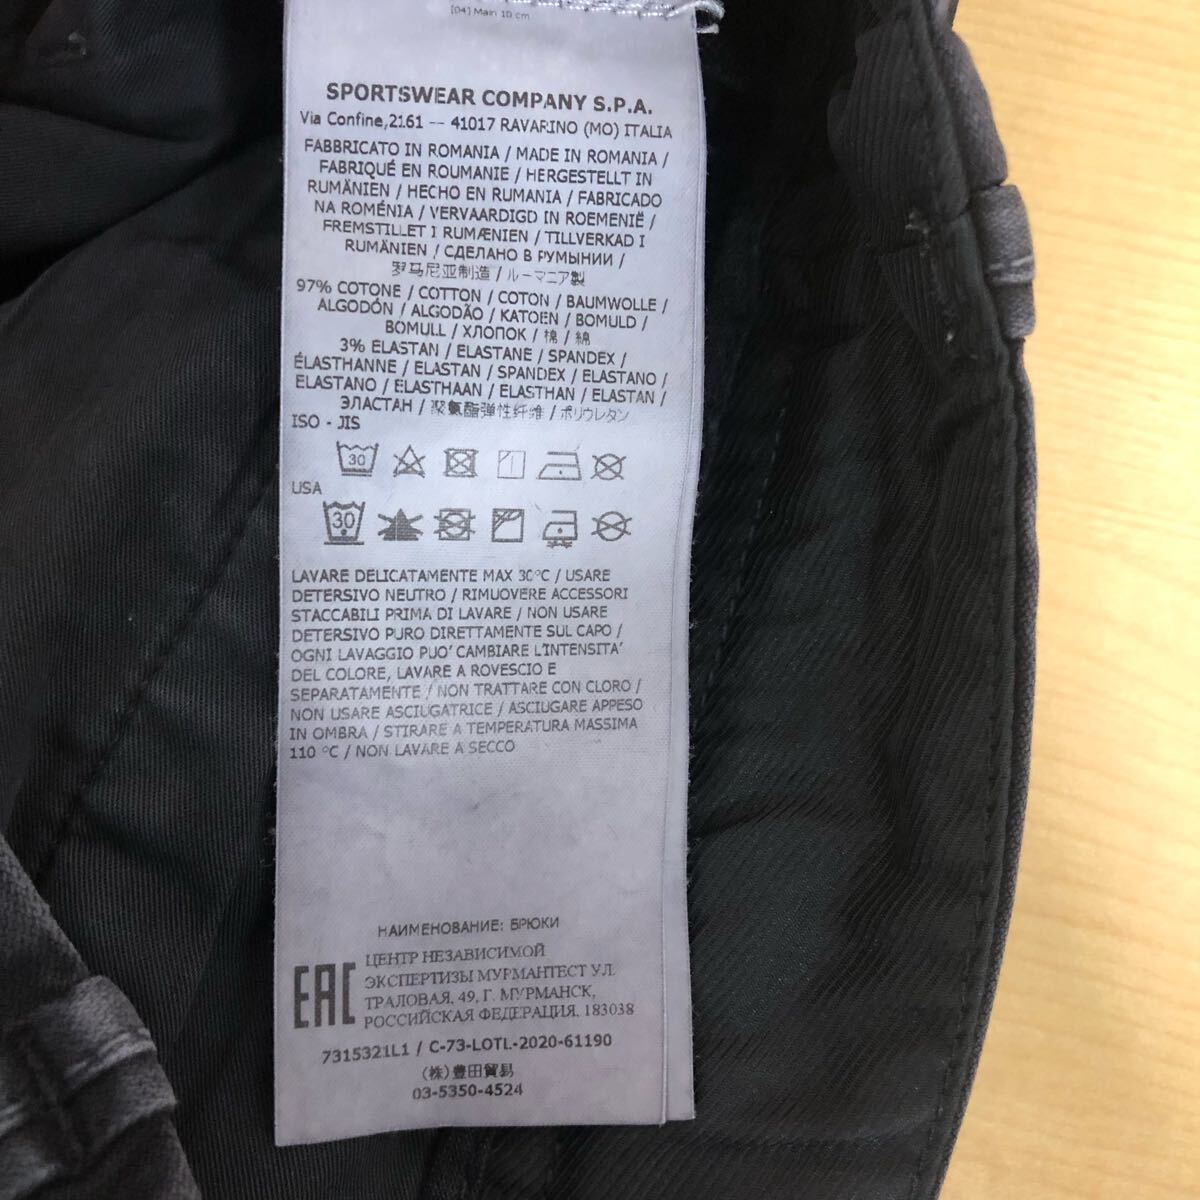 [04] Main 10 cm
SPORTSWEAR COMPANY S.P.A.
Via Confine,2161 -- 41017 RAVARINO (MO) ITALIA
FABBRICATO IN ROMANIA / MADE IN ROMANIA /
FABRIQUÉ EN ROUMANIE / HERGESTELLT IN
RUMÄNIEN / HECHO EN RUMANIA / FABRICADO
NA ROMÉNIA / VERVAARDIGD IN ROEMENIË /
FREMSTILLET I RUMÆNIEN / TILLVERKAD I
RUMÄNIEN / СДЕЛАНО В РУМЫНИИ /
罗马尼亚制造 / ルーマニア製
97% COTONE / COTTON / COTON / BAUMWOLLE /
ALGODÓN / ALGODÃO / KATOEN / BOMULD /
BOMULL / ХЛОПОК / 棉 / 綿
3% ELASTAN / ELASTANE / SPANDEX /
ÉLASTHANNE / ELASTAN / SPANDEX / ELASTANO /
ELASTANO / ELASTHAAN / ELASTHAN / ELASTAN /
ЭЛАСТАН / 聚氨酯弹性纤维 / ポリウレタン
ISO - JIS
30
USA
30
LAVARE DELICATAMENTE MAX 30°C / USARE
DETERSIVO NEUTRO / RIMUOVERE ACCESSORI
STACCABILI PRIMA DI LAVARE / NON USARE
DETERSIVO PURO DIRETTAMENTE SUL CAPO /
OGNI LAVAGGIO PUO' CAMBIARE L'INTENSITA'
DEL COLORE, LAVARE A ROVESCIO E
SEPARATAMENTE / NON TRATTARE CON CLORO /
NON USARE ASCIUGATRICE / ASCIUGARE APPESO
IN OMBRA / STIRARE A TEMPERATURA MASSIMA
110 °C / NON LAVARE A SECCO
НАИМЕНОВАНИЕ: БРЮКИ
EAC
ЦЕНТР НЕЗАВИСИМОЙ
ЭКСПЕРТИЗЫ МУРМАНТЕСТ УЛ.
ТРАЛОВАЯ, 49, Г. МУРМАНСК,
РОССИЙСКАЯ ФЕДЕРАЦИЯ, 183038
7315321L1 / C-73-LOTL-2020-61190
(株)豊田貿易
03-5350-4524